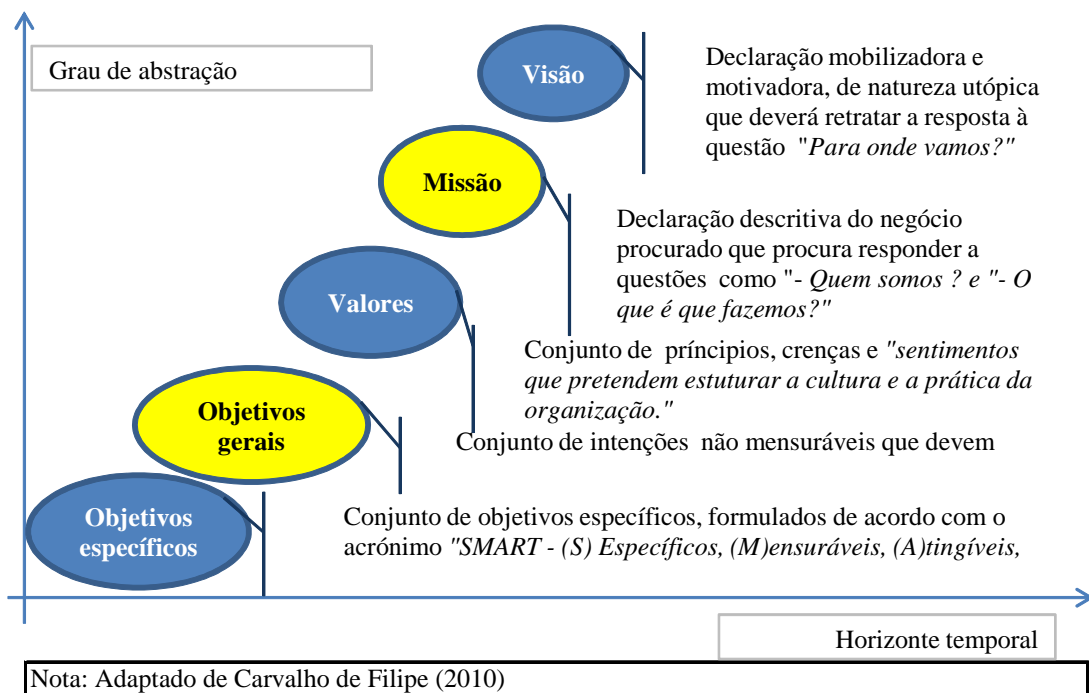 Grau de abstração
Visão
Declaração mobilizadora e
motivadora, de natureza utópica
que deverá retratar a resposta à
questão "Para onde vamos?"
Missão
Declaração descritiva do negócio
procurado que procura responder a
questões como "- Quem somos ? e "- O
que é que fazemos?"
Valores
Conjunto de príncipios, crenças e "sentimentos
que pretendem estuturar a cultura e a prática da
organização."
Objetivos
gerais
Conjunto de intenções não mensuráveis que devem
Objetivos
específicos
Conjunto de objetivos específicos, formulados de acordo com o
acrónimo "SMART - (S) Específicos, (M)ensuráveis, (A)tingíveis,
Horizonte temporal
Nota: Adaptado de Carvalho de Filipe (2010)